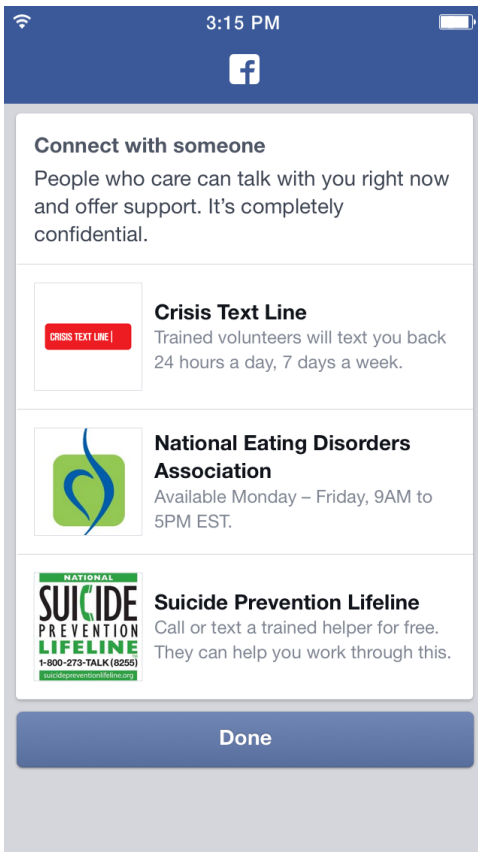 3:15 PM
f
Connect with someone
People who care can talk with you right now
and offer support. It's completely
confidential.
CRISIS TEXT LINE|
Crisis Text Line
Trained volunteers will text you back
24 hours a day, 7 days a week.
National Eating Disorders
Association
Available Monday – Friday, 9AM to
5PM EST.
NATIONAL
SUICIDE
PREVENTION
LIFELINE
1-800-273-TALK (8255)
suicidepreventionlifeline.org
Suicide Prevention Lifeline
Call or text a trained helper for free.
They can help you work through this.
Done